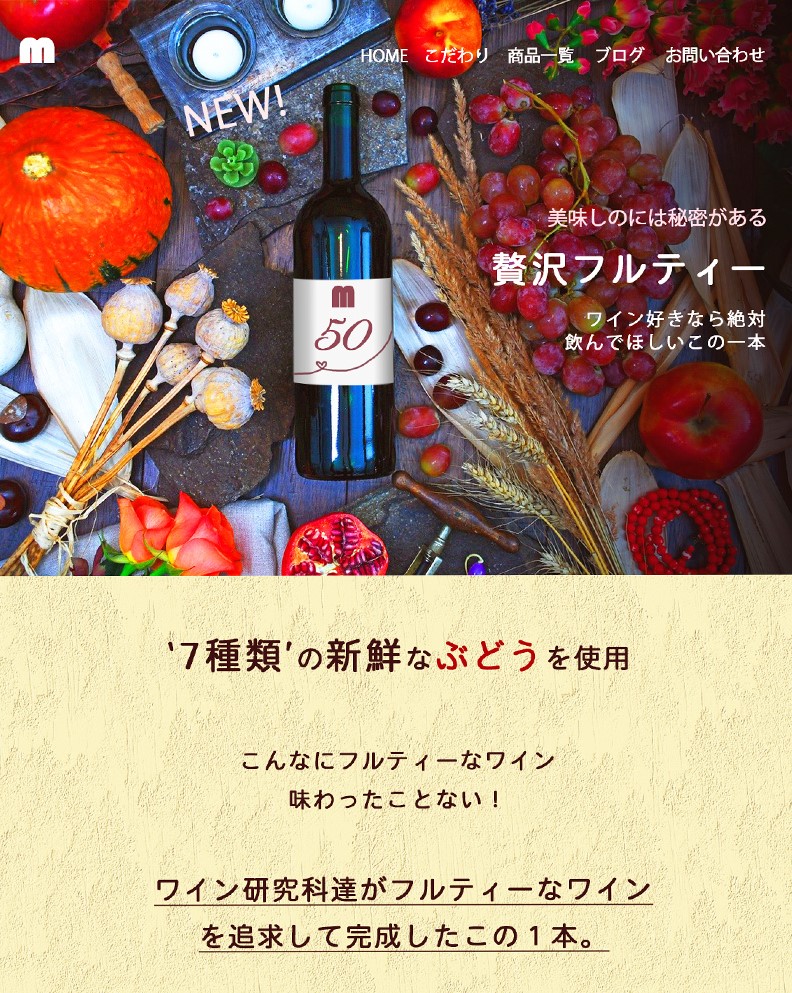 m
HOME こだわり 商品一覧 ブログ お問い合わせ
NEW!
美味しのには秘密がある
贅沢フルティー
ワイン好きなら絶対
飲んでほしいこの一本
m
50
‘7種類’の新鮮なぶどうを使用
こんなにフルティーなワイン
味わったことない！
ワイン研究科達がフルティーなワイン
を追求して完成したこの１本。